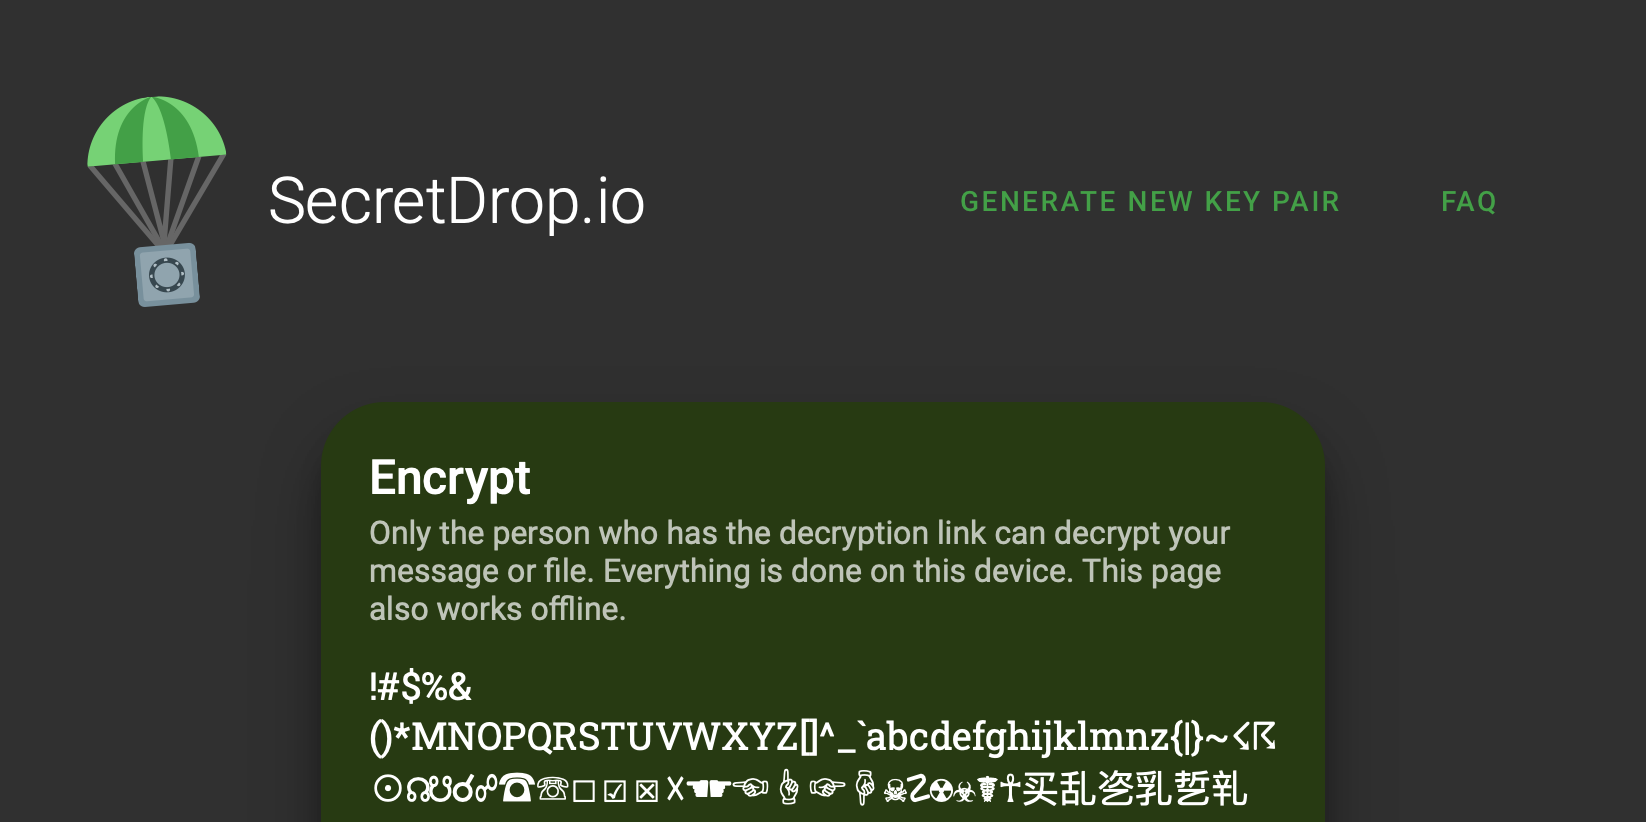 SecretDrop.io
GENERATE NEW KEY PAIR
FAQ
Encrypt
Only the person who has the decryption link can decrypt your
message or file. Everything is done on this device. This page
also works offline.
!#$%&
()*MNOPQRSTUVWXYZ[]^_`abcdefghijklmnz{|}~☇☈
☉☊☋☌☍☎☏☐☑☒☓☚☛☜☝☞☟☠☡☢☣☤☥买乱乲乳乴乵